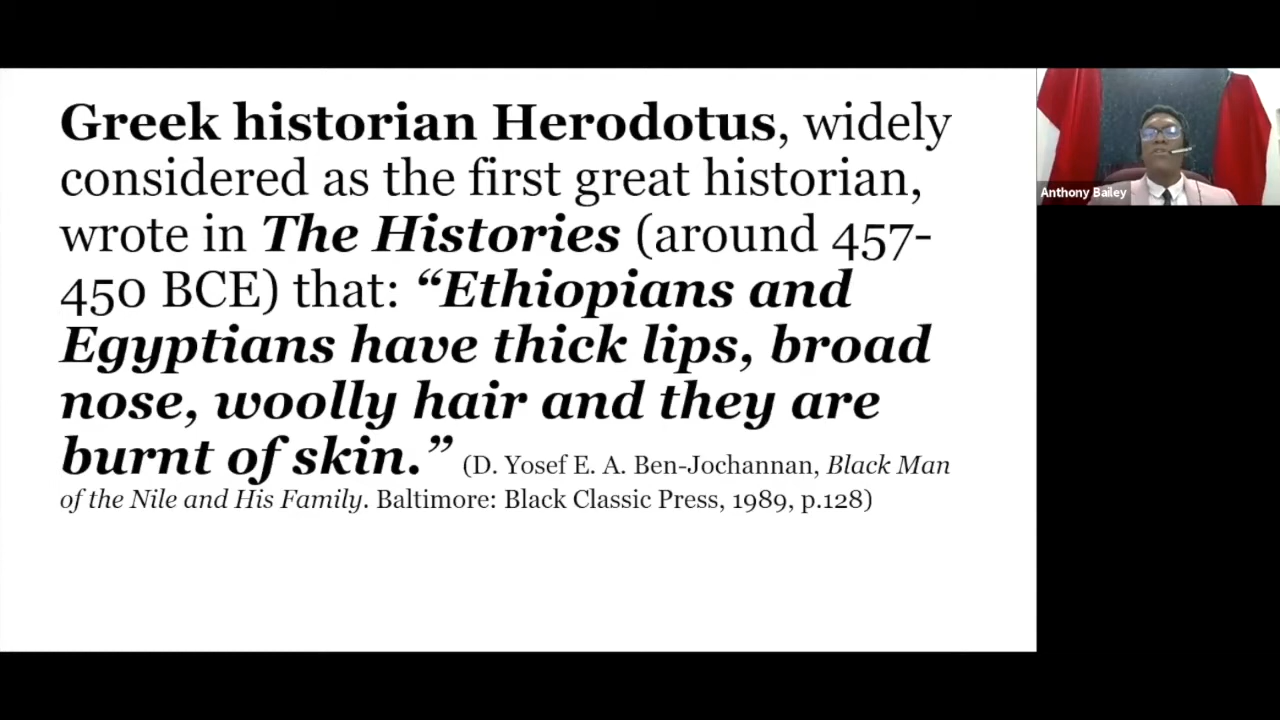 Greek historian Herodotus, widely
considered as the first great historian,
wrote in The Histories (around 457-
450 BCE) that: “Ethiopians and
Egyptians have thick lips, broad
nose, woolly hair and they are
burnt of skin.” (D. Yosef E. A. Ben-Jochannan, Black Man
of the Nile and His Family. Baltimore: Black Classic Press, 1989, p.128)
Anthony Bailey